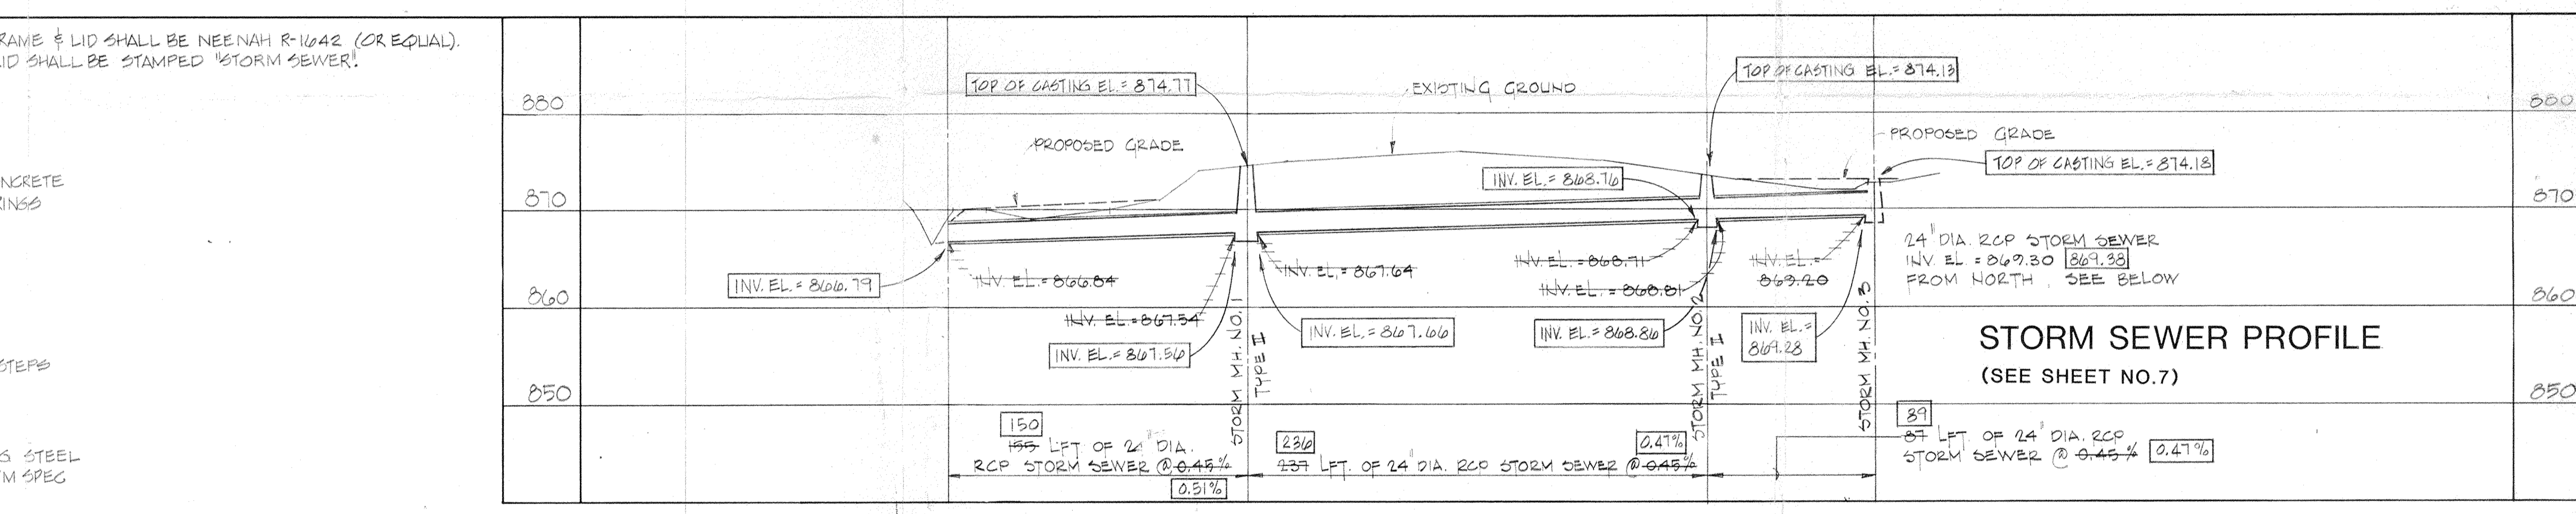 RAME & LID SHALL BE NEENAH R-1642 (OR EQUAL).
ID SHALL BE STAMPED "STORM SEWER".
NCRETE
INGS
STEPS
G STEEL
M SPEC
880
870
860
850
TOP OF CASTING EL.= 874.77
EXISTING GROUND
TOP OF CASTING EL.= 874.13
PROPOSED GRADE
PROPOSED GRADE
TOP OF CASTING EL.= 874.18
INV. EL.= 868.76
INV. EL.= 866.79
INV. EL.= 866.84
INV. EL.= 867.54
INV. EL.= 867.56
INV. EL.= 867.64
INV. EL.= 867.66
INV. EL.= 868.71
INV. EL. = 868.81
INV. EL.= 868.86
INV. EL.=
869.20
INV. EL.=
869.28
STORM MH. NO. 1
TYPE II
STORM MH. NO. 2
TYPE II
STORM MH. NO. 3
24" DIA. RCP STORM SEWER
INV. EL. = 869.30 869.38
FROM NORTH, SEE BELOW
STORM SEWER PROFILE
(SEE SHEET NO.7)
150
155 LFT. OF 24" DIA.
RCP STORM SEWER @ 0.45%
0.51%
236 0.47%
237 LFT. OF 24" DIA. RCP STORM SEWER @ 0.45%
89
87 LFT. OF 24" DIA. RCP
STORM SEWER @ 0.45% 0.47%
880
870
860
850